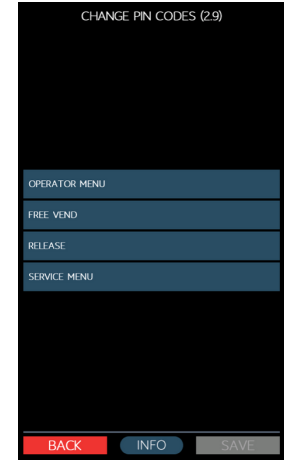 CHANGE PIN CODES (2.9)
OPERATOR MENU
FREE VEND
RELEASE
SERVICE MENU
BACK INFO SAVE